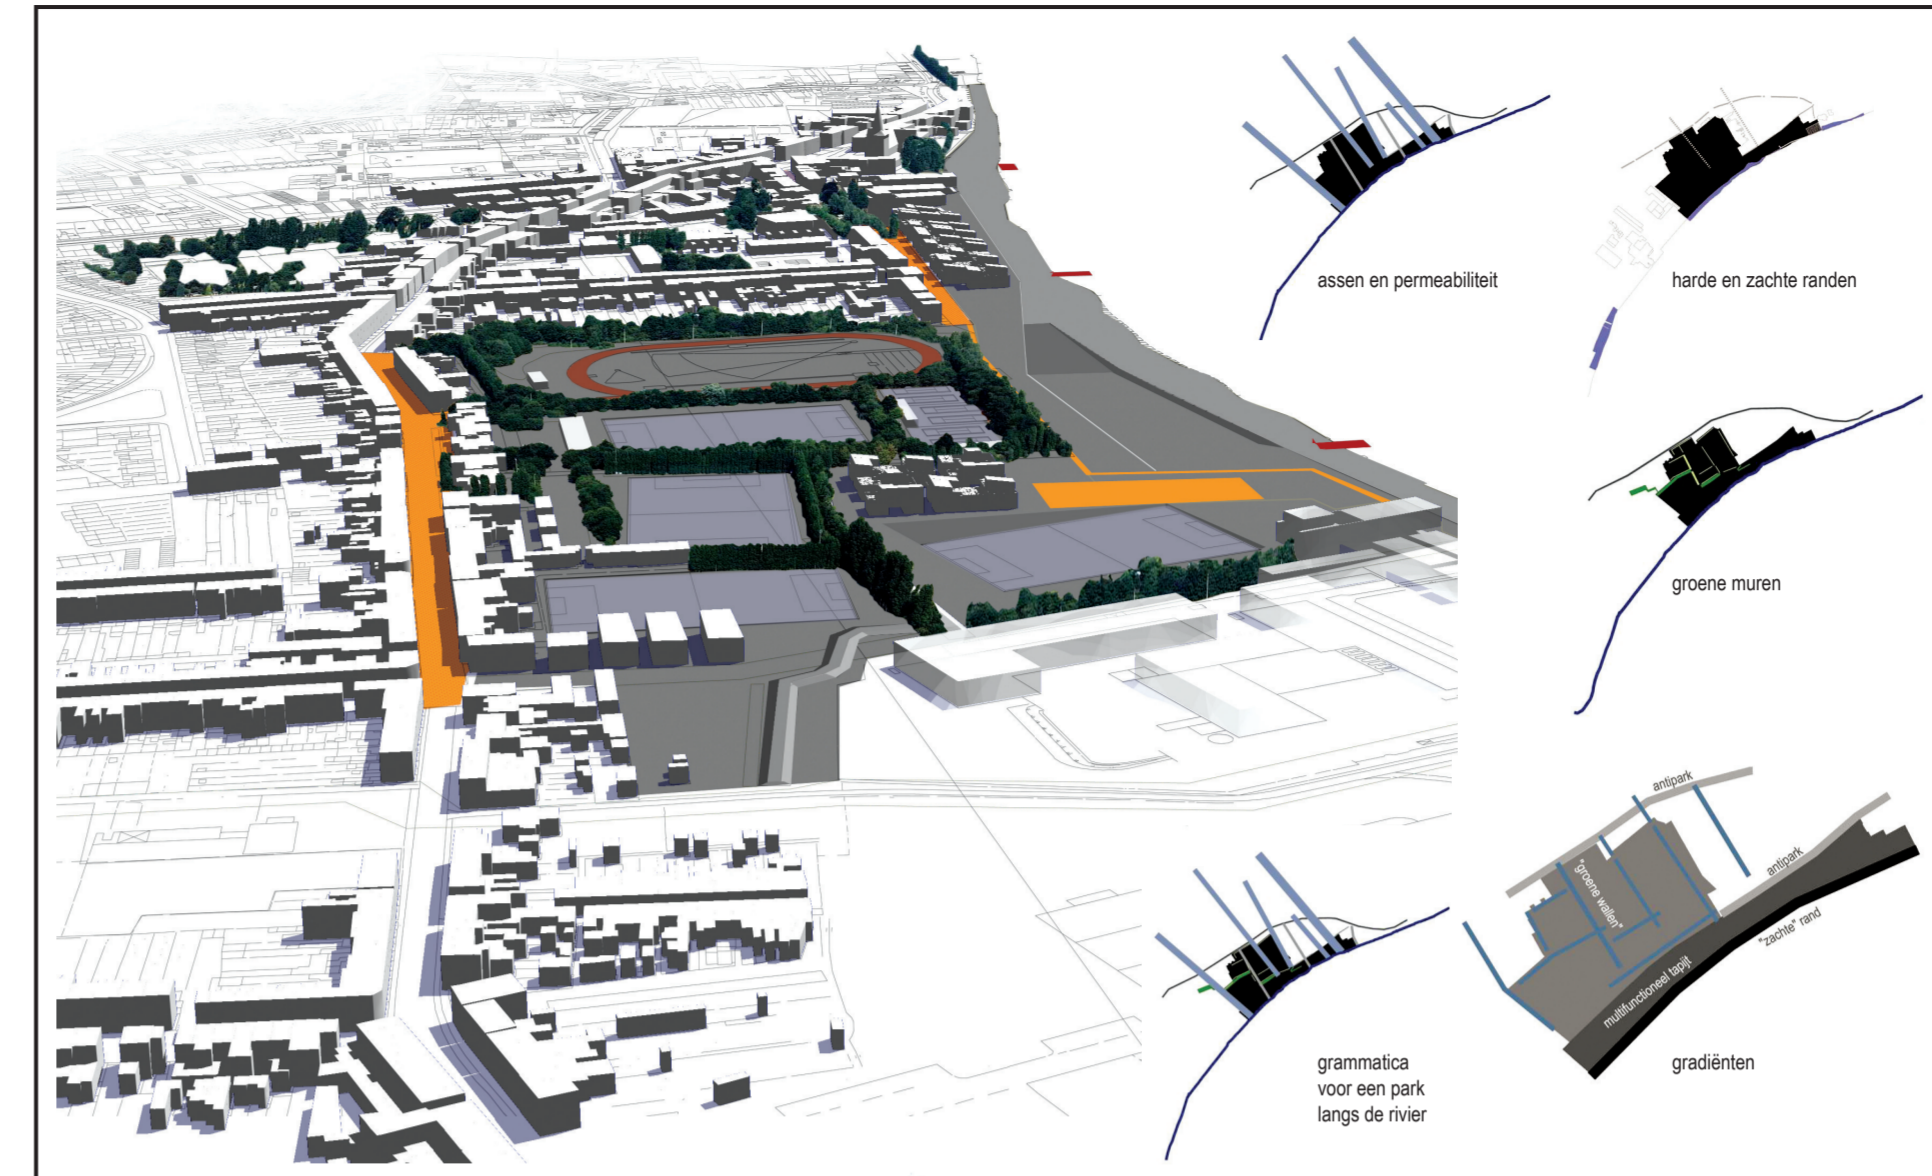 assen en permeabiliteit
harde en zachte randen
groene muren
antipark
antipark
"groene wallen"
"zachte" rand
multifunctioneel tapijt
grammatica
voor een park
langs de rivier
gradiënten